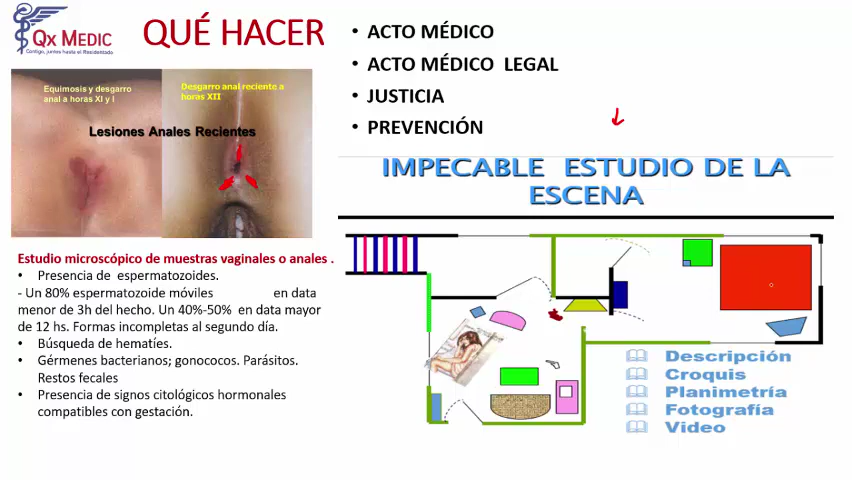 Qx MEDIC
Contigo, juntos hasta el Residentado
QUÉ HACER
• ACTO MÉDICO
• ACTO MÉDICO LEGAL
• JUSTICIA
• PREVENCIÓN
Equimosis y desgarro
anal a horas XI y I
Desgarro anal reciente a
horas XII
Lesiones Anales Recientes
IMPECABLE ESTUDIO DE LA
ESCENA
Estudio microscópico de muestras vaginales o anales .
• Presencia de espermatozoides.
- Un 80% espermatozoide móviles en data
menor de 3h del hecho. Un 40%-50% en data mayor
de 12 hs. Formas incompletas al segundo día.
• Búsqueda de hematíes.
• Gérmenes bacterianos; gonococos. Parásitos.
Restos fecales
• Presencia de signos citológicos hormonales
compatibles con gestación.
Descripción
Croquis
Planimetría
Fotografía
Video